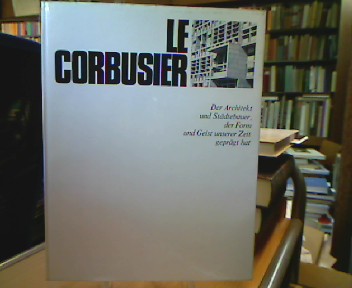 LE
CORBUSIER
Der Architekt
und Städtebauer,
der Form
und Geist unserer Zeit
geprägt hat